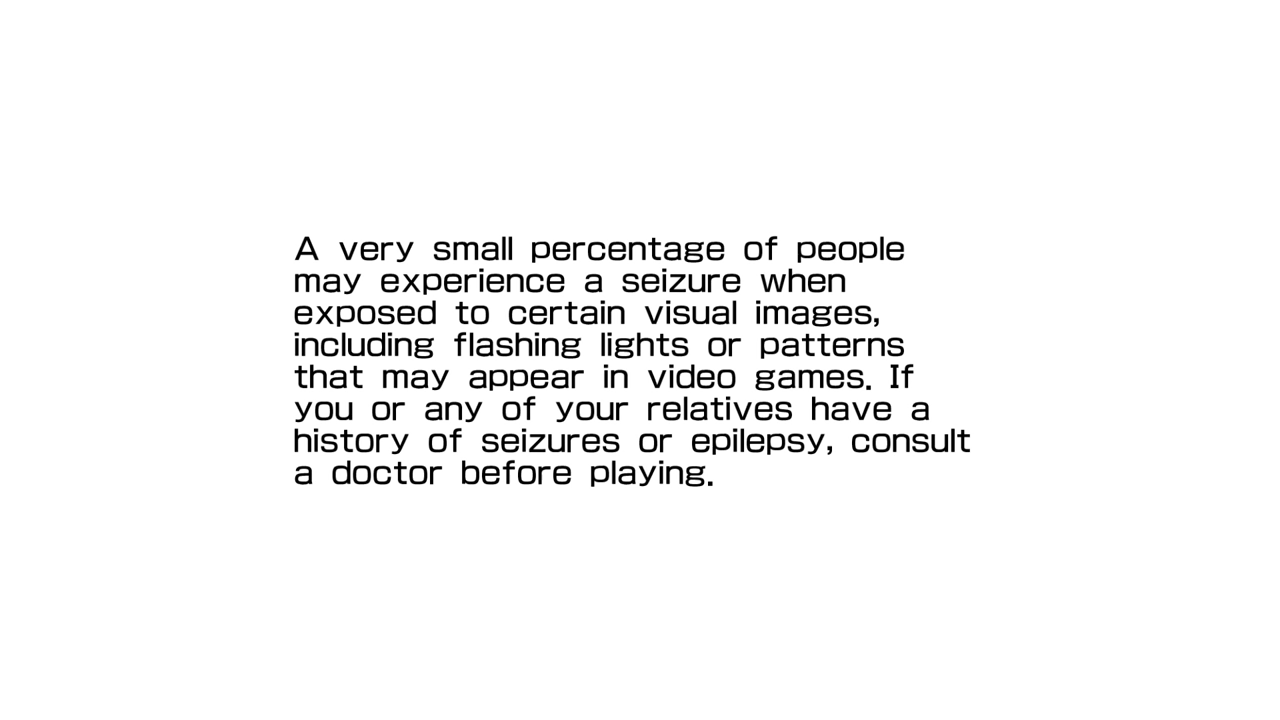 A very small percentage of people
may experience a seizure when
exposed to certain visual images,
including flashing lights or patterns
that may appear in video games. If
you or any of your relatives have a
history of seizures or epilepsy, consult
a doctor before playing.